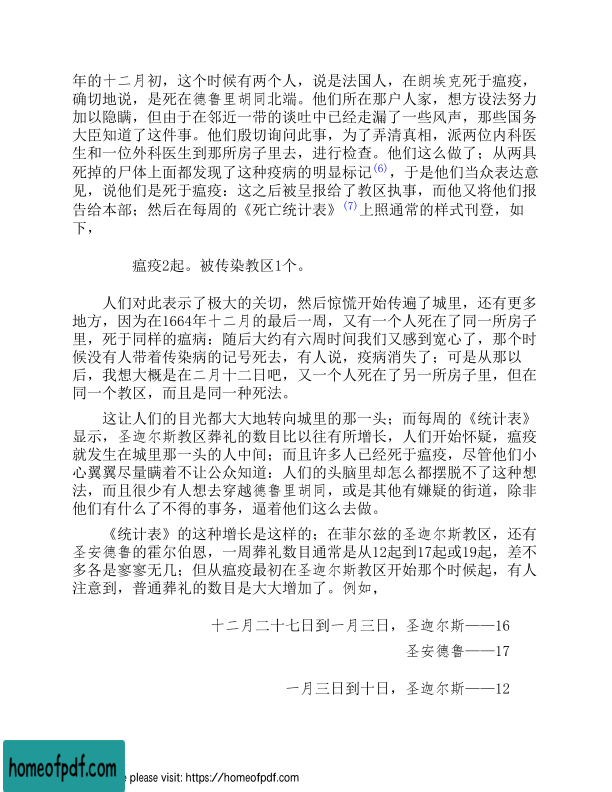 年的十二月初，这个时候有两个人，说是法国人，在朗埃克死于瘟疫，
确切地说，是死在德鲁里胡同北端。他们所在那户人家，想方设法努力
加以隐瞒，但由于在邻近一带的谈吐中已经走漏了一些风声，那些国务
大臣知道了这件事。他们殷切询问此事，为了弄清真相，派两位内科医
生和一位外科医生到那所房子里去，进行检查。他们这么做了；从两具
死掉的尸体上面都发现了这种疫病的明显标记(6)，于是他们当众表达意
见，说他们是死于瘟疫：这之后被呈报给了教区执事，而他又将他们报
告给本部；然后在每周的《死亡统计表》(7)上照通常的样式刊登，如
下，
瘟疫2起。被传染教区1个。
人们对此表示了极大的关切，然后惊慌开始传遍了城里，还有更多
地方，因为在1664年十二月的最后一周，又有一个人死在了同一所房子
里，死于同样的瘟病：随后大约有六周时间我们又感到宽心了，那个时
候没有人带着传染病的记号死去，有人说，疫病消失了；可是从那以
后，我想大概是在二月十二日吧，又一个人死在了另一所房子里，但在
同一个教区，而且是同一种死法。
这让人们的目光都大大地转向城里的那一头；而每周的《统计表》
显示，圣迦尔斯教区葬礼的数目比以往有所增长，人们开始怀疑，瘟疫
就发生在城里那一头的人中间；而且许多人已经死于瘟疫，尽管他们小
心翼翼尽量瞒着不让公众知道：人们的头脑里却怎么都摆脱不了这种想
法，而且很少有人想去穿越德鲁里胡同，或是其他有嫌疑的街道，除非
他们有什么了不得的事务，逼着他们这么去做。
《统计表》的这种增长是这样的；在菲尔兹的圣迦尔斯教区，还有
圣安德鲁的霍尔伯恩，一周葬礼数目通常是从12起到17起或19起，差不
多各是寥寥无几；但从瘟疫最初在圣迦尔斯教区开始那个时候起，有人
注意到，普通葬礼的数目是大大增加了。例如，
十二月二十七日到一月三日，圣迦尔斯——16
圣安德鲁——17
一月三日到十日，圣迦尔斯——12
homeofpdf.com
e please visit: https://homeofpdf.com